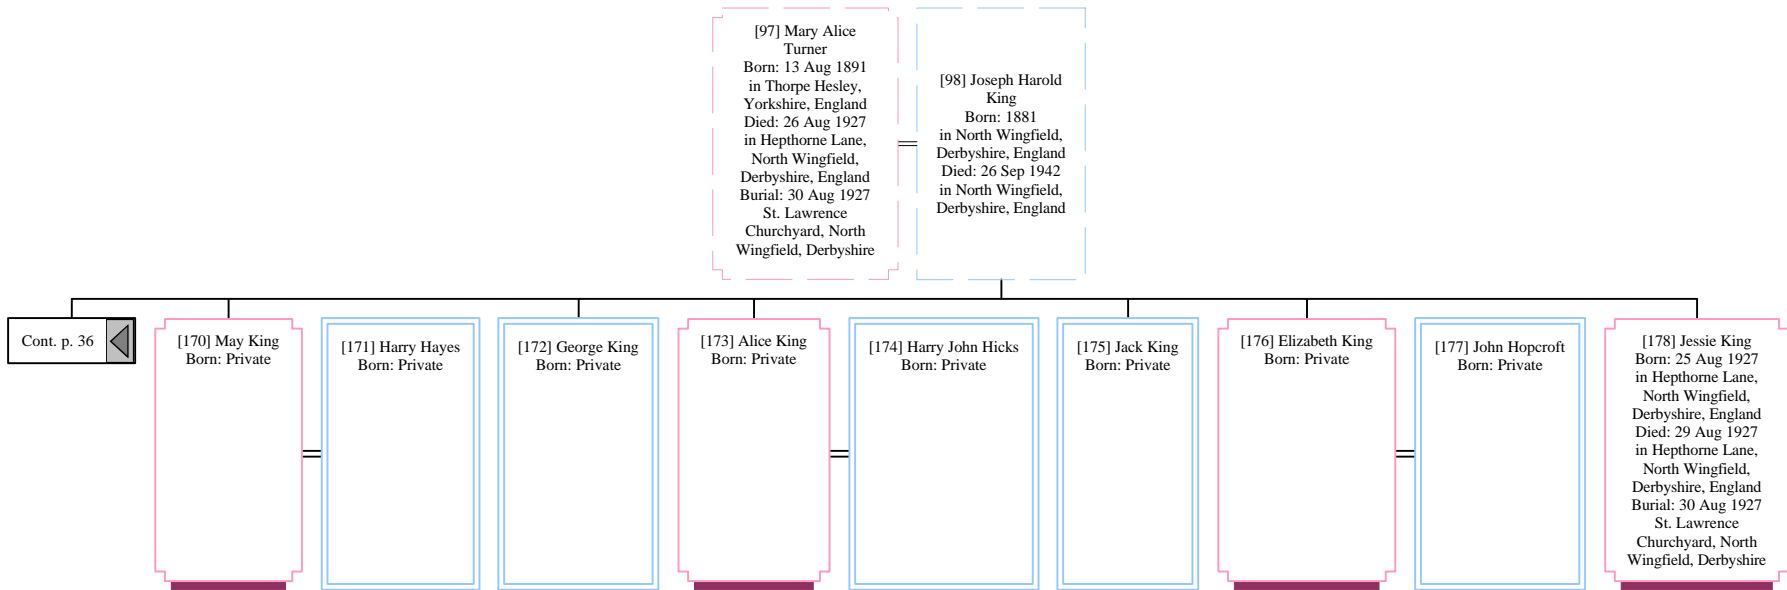 [97] Mary Alice
Turner
Born: 13 Aug 1891
in Thorpe Hesley,
Yorkshire, England
Died: 26 Aug 1927
in Hepthorne Lane,
North Wingfield,
Derbyshire, England
Burial: 30 Aug 1927
St. Lawrence
Churchyard, North
Wingfield, Derbyshire
[98] Joseph Harold
King
Born: 1881
in North Wingfield,
Derbyshire, England
Died: 26 Sep 1942
in North Wingfield,
Derbyshire, England
Cont. p. 36
[170] May King
Born: Private
[171] Harry Hayes
Born: Private
[172] George King
Born: Private
[173] Alice King
Born: Private
[174] Harry John Hicks
Born: Private
[175] Jack King
Born: Private
[176] Elizabeth King
Born: Private
[177] John Hopcroft
Born: Private
[178] Jessie King
Born: 25 Aug 1927
in Hepthorne Lane,
North Wingfield,
Derbyshire, England
Died: 29 Aug 1927
in Hepthorne Lane,
North Wingfield,
Derbyshire, England
Burial: 30 Aug 1927
St. Lawrence
Churchyard, North
Wingfield, Derbyshire